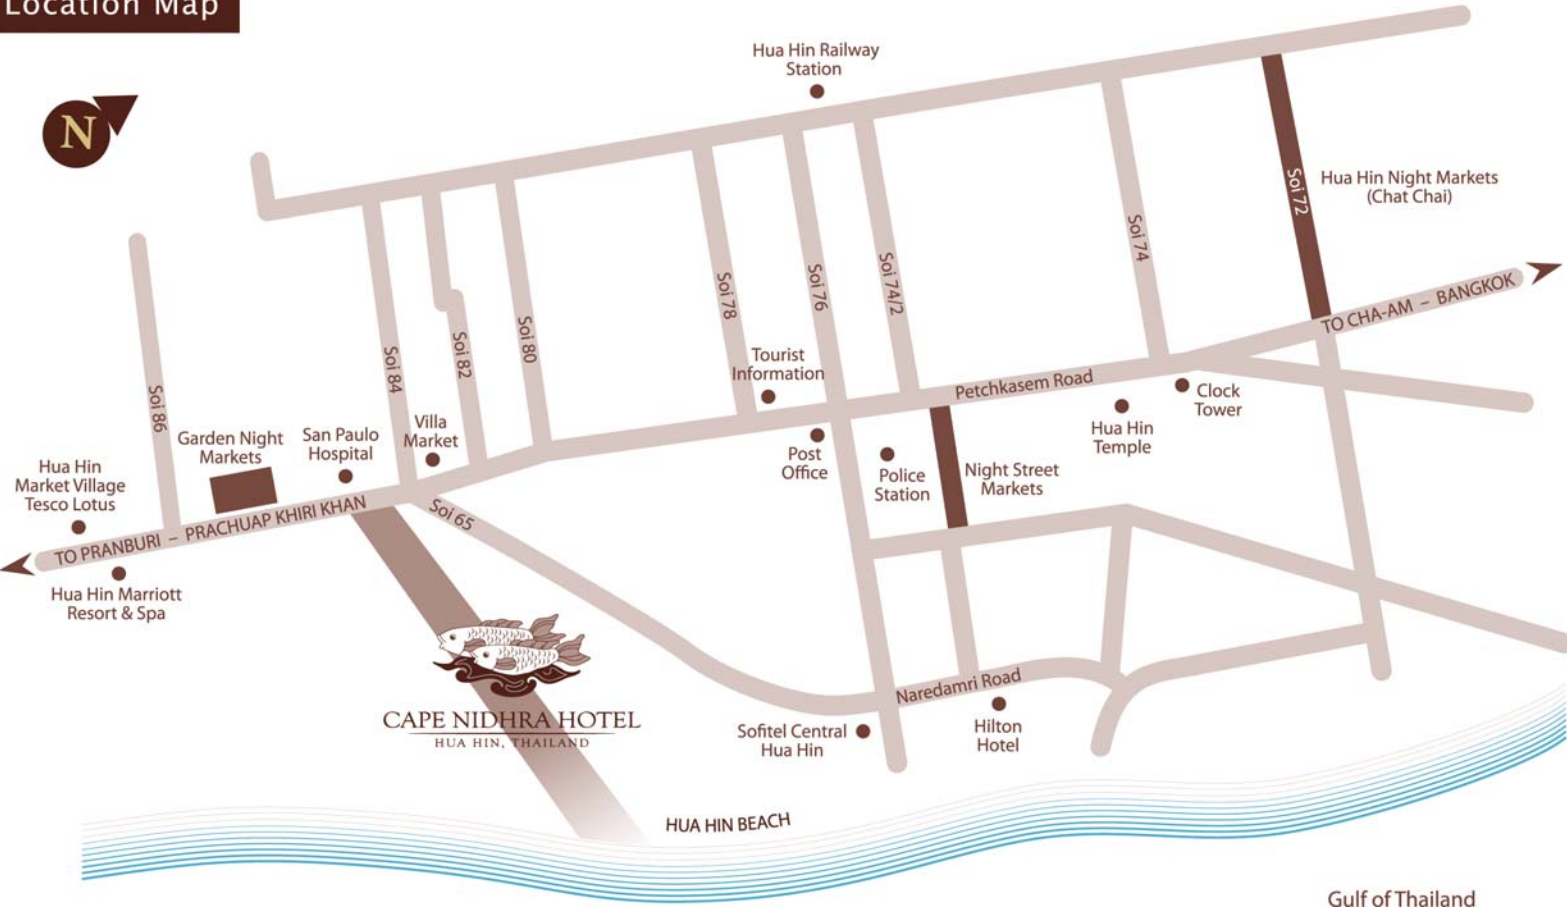 Location Map
N
Hua Hin Railway
Station
Hua Hin Night Markets
(Chat Chai)
Soi 72
Soi 74
Soi 74/2
Soi 76
Soi 78
Soi 80
Soi 82
Soi 84
Soi 86
TO CHA-AM – BANGKOK
Petchkasem Road
Tourist
Information
Clock
Tower
Hua Hin
Temple
Villa
Market
San Paulo
Hospital
Garden Night
Markets
Hua Hin
Market Village
Tesco Lotus
Post
Office
Police
Station
Night Street
Markets
TO PRANBURI – PRACHUAP KHIRI KHAN
Soi 65
Hua Hin Marriott
Resort & Spa
CAPE NIDHRA HOTEL
HUA HIN, THAILAND
Naredamri Road
Sofitel Central
Hua Hin
Hilton
Hotel
HUA HIN BEACH
Gulf of Thailand